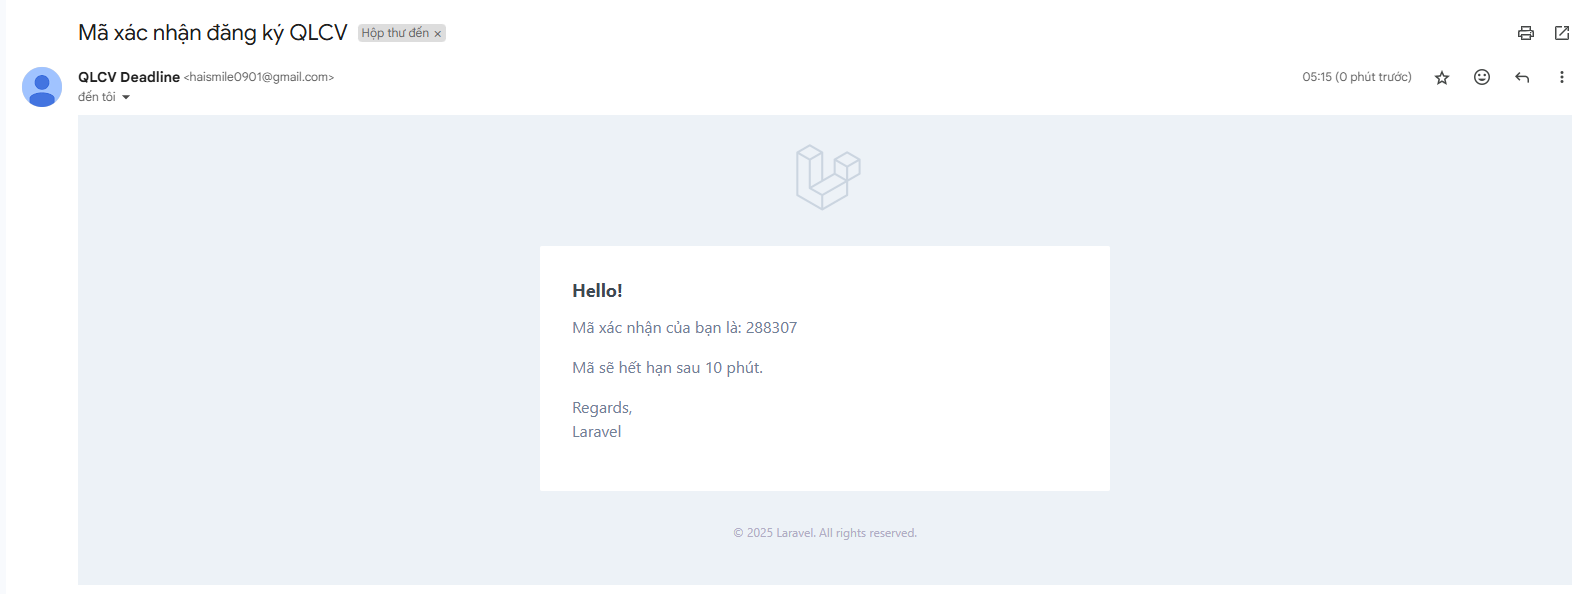 Mã xác nhận đăng ký QLCV Hộp thư đến ×
QLCV Deadline <haismile0901@gmail.com> 05:15 (0 phút trước)
đến tôi
Hello!
Mã xác nhận của bạn là: 288307
Mã sẽ hết hạn sau 10 phút.
Regards,
Laravel
© 2025 Laravel. All rights reserved.